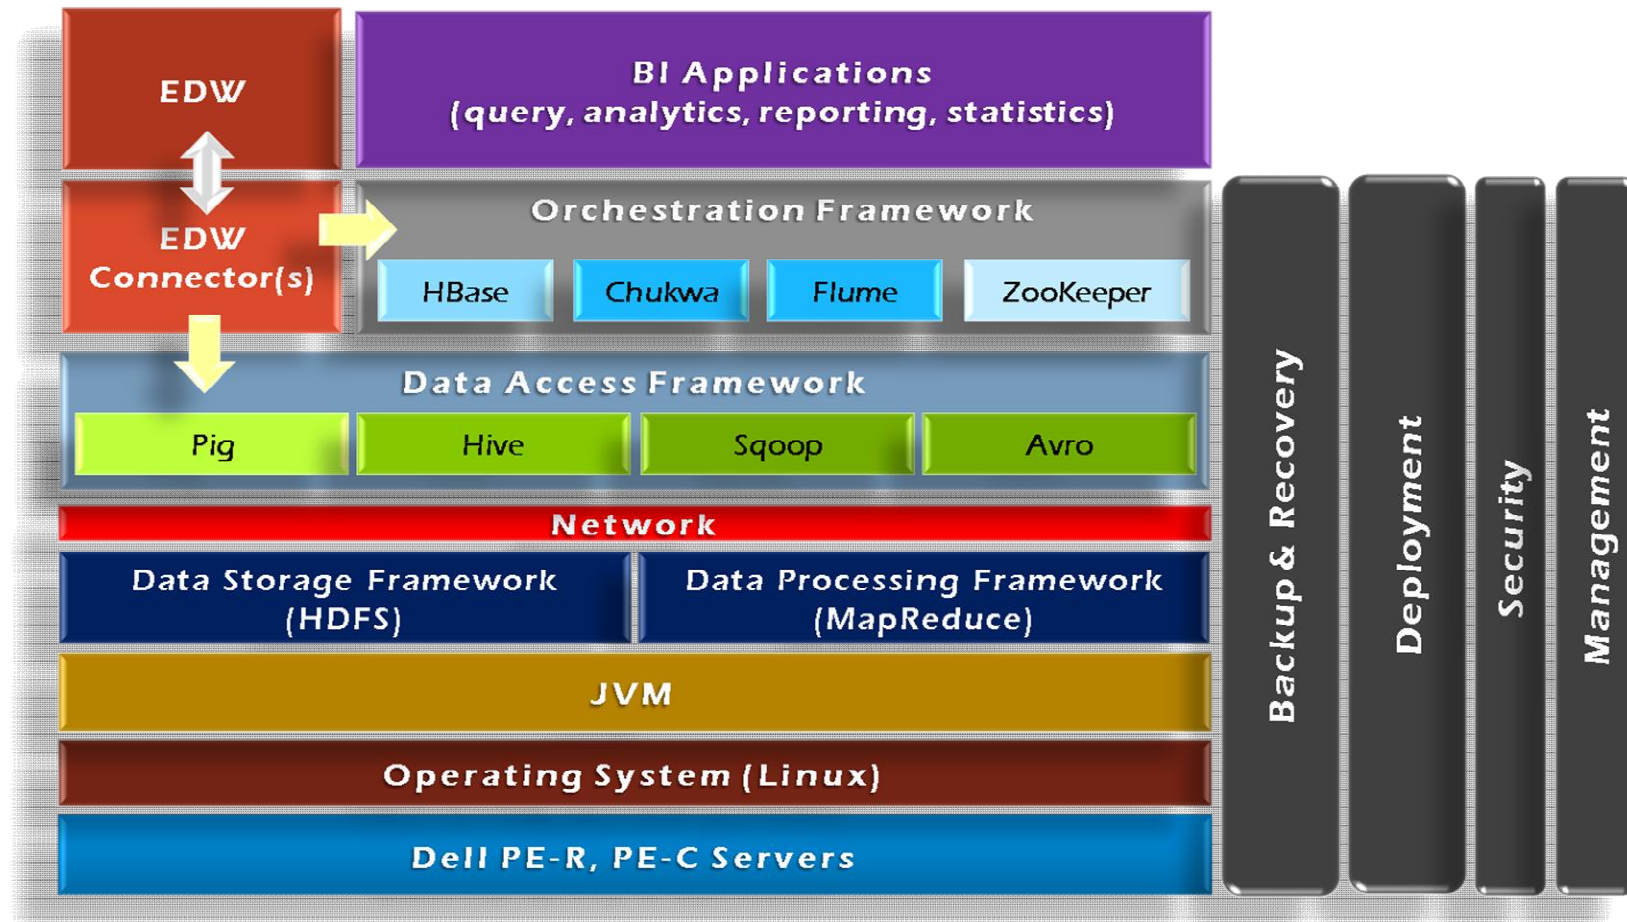 EDW
BI Applications
(query, analytics, reporting, statistics)
EDW
Connector(s)
Orchestration Framework
HBase
Chukwa
Flume
ZooKeeper
Data Access Framework
Pig
Hive
Sqoop
Avro
Network
Data Storage Framework
(HDFS)
Data Processing Framework
(MapReduce)
JVM
Operating System (Linux)
Dell PE-R, PE-C Servers
Backup & Recovery
Deployment
Security
Management